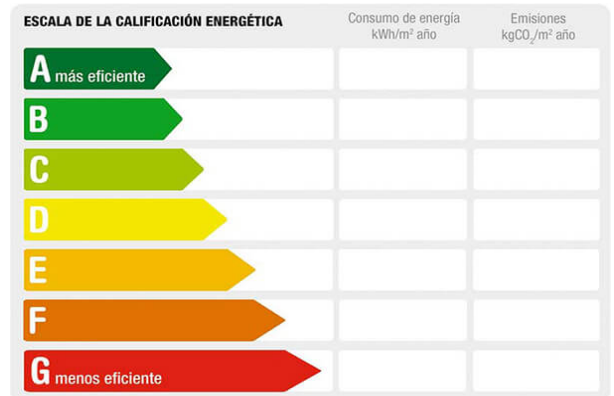 ESCALA DE LA CALIFICACIÓN ENERGÉTICA
Consumo de energía
kWh/m² año
Emisiones
kgCO₂/m² año
A más eficiente
B
C
D
E
F
G menos eficiente